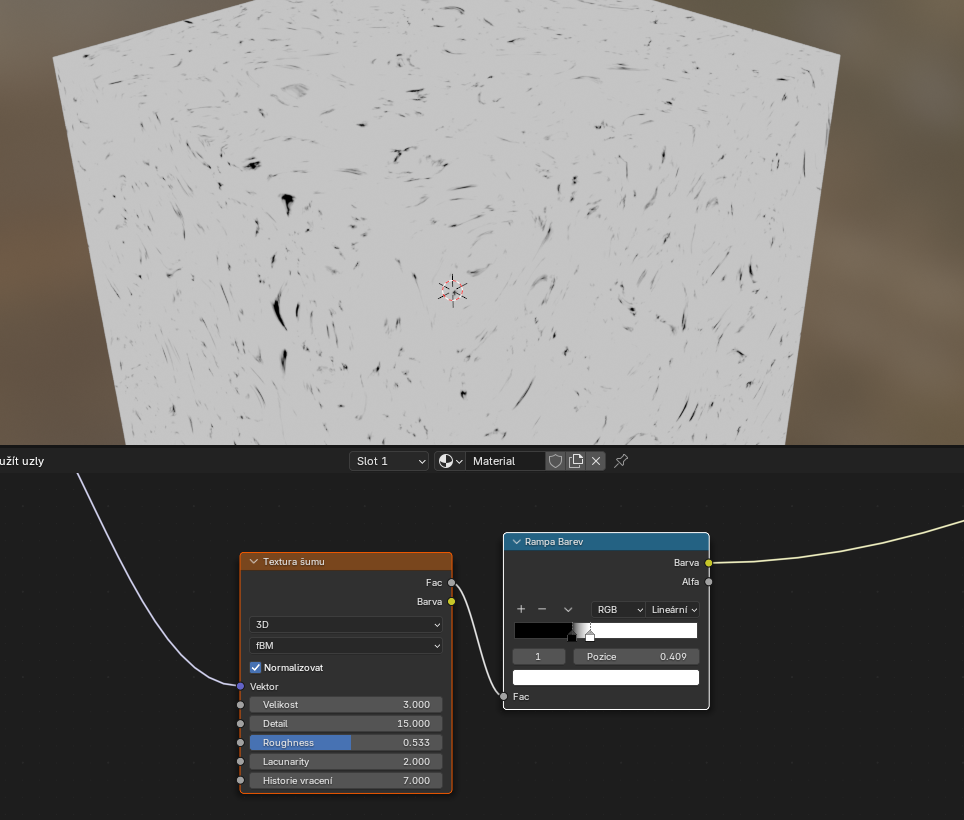 užít uzly
Slot 1
Material
Textura šumu
Fac
Barva
3D
fBM
Normalizovat
Vektor
Velikost 3.000
Detail 15.000
Roughness 0.533
Lacunarity 2.000
Historie vracení 7.000
Rampa Barev
Barva
Alfa
RGB
Lineární
1
Pozice 0.409
Fac